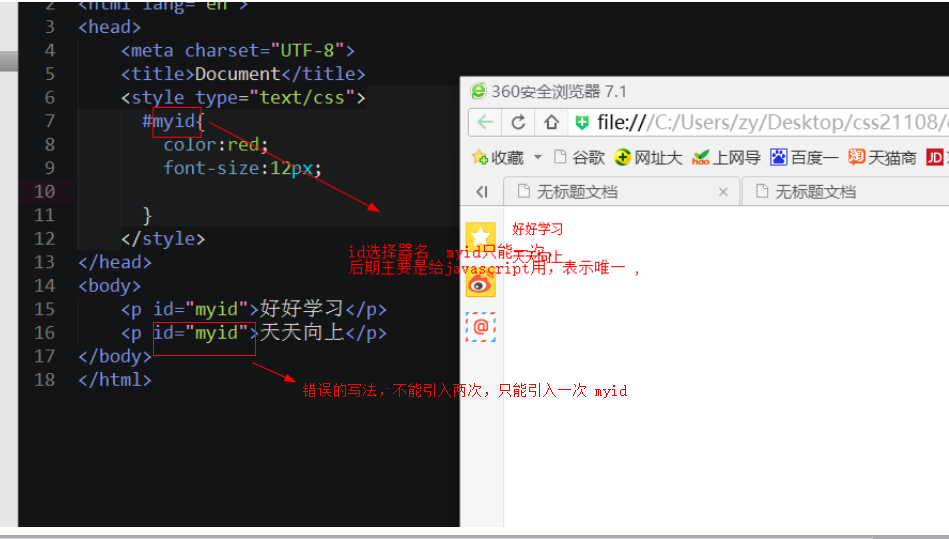 2 <html lang="en">
3 <head>
4 <meta charset="UTF-8">
5 <title>Document</title>
6 <style type="text/css">
7 #myid{
8 color:red;
9 font-size:12px;
10
11 }
12 </style>
13 </head>
14 <body>
15 <p id="myid">好好学习</p>
16 <p id="myid">天天向上</p>
17 </body>
18 </html>
360安全浏览器 7.1
file:///C:/Users/zy/Desktop/css21108/
收藏 谷歌 网址大 上网导 百度一 天猫商 JD
无标题文档 × 无标题文档
好好学习
天天向上
id选择器名 myid只能一次,
后期主要是给javascript用，表示唯一 ,
错误的写法，不能引入两次，只能引入一次 myid